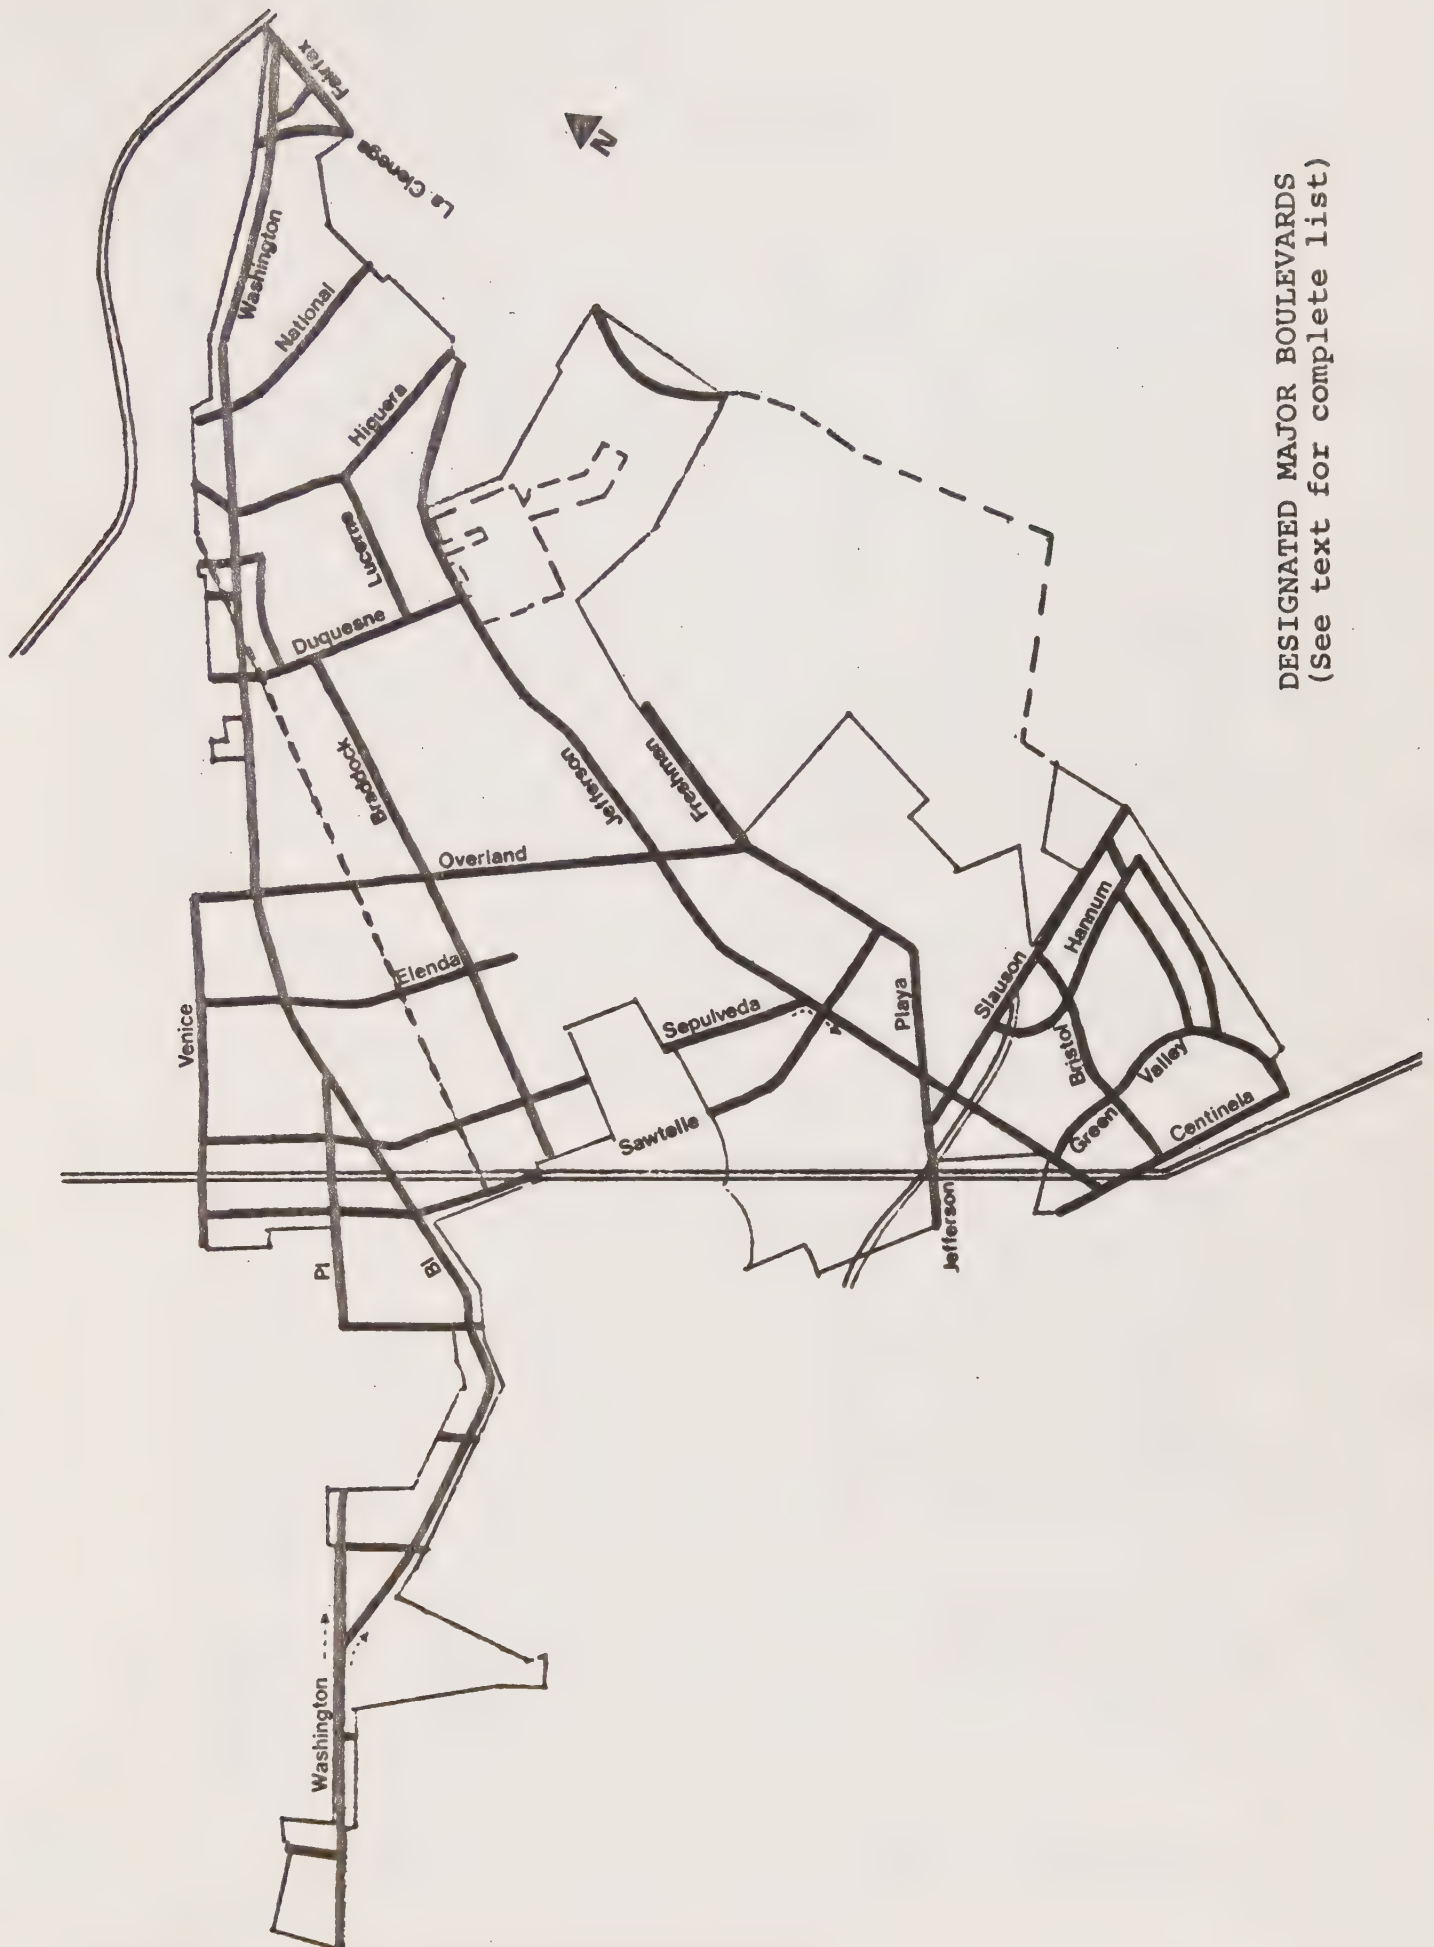 Fairfax
La Cienega
N
Washington
National
Higuera
Lucerne
Duquesne
Braddock
Jefferson
Freshman
Overland
Elenda
Venice
Sepulveda
Playa
Slauson
Hannum
Bristol
Valley
Green
Centinela
Sawtelle
Jefferson
Pl
Bl
Washington
DESIGNATED MAJOR BOULEVARDS
(See text for complete list)